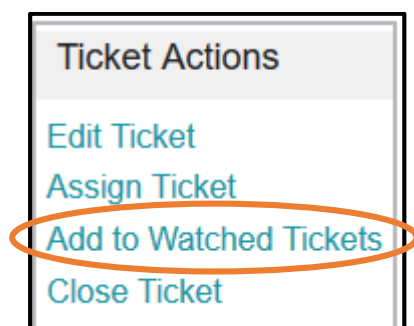 Ticket Actions
Edit Ticket
Assign Ticket
Add to Watched Tickets
Close Ticket